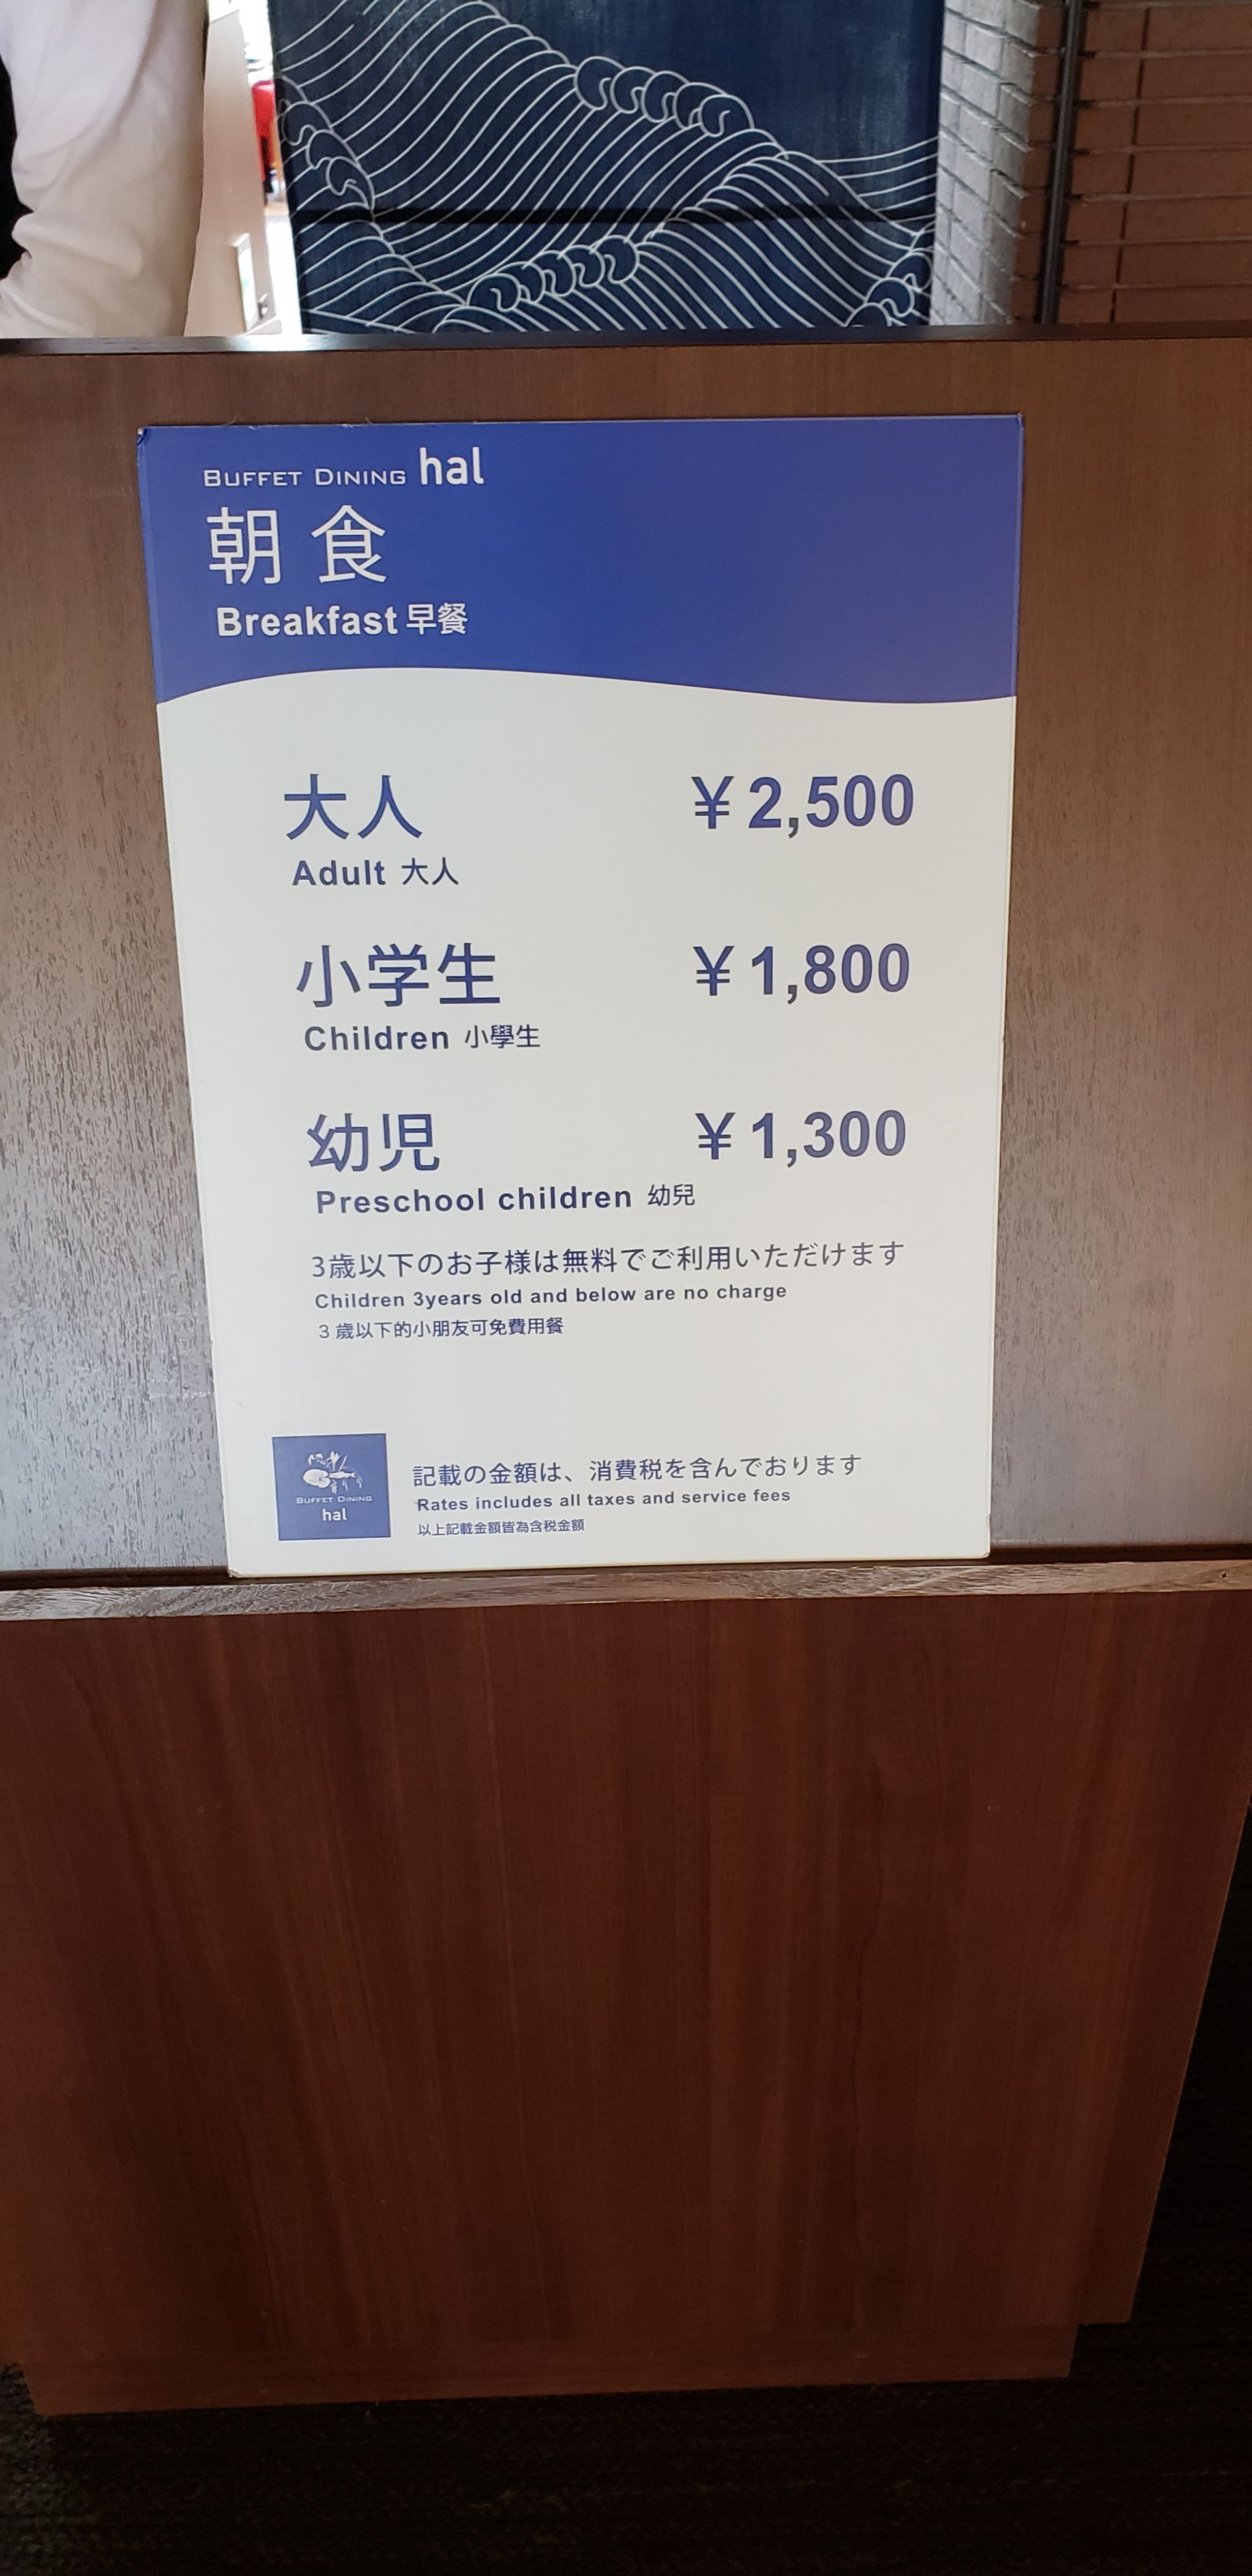 BUFFET DINING hal
朝食
Breakfast 早餐
大人 ¥2,500
Adult 大人
小学生 ¥1,800
Children 小學生
幼児 ¥1,300
Preschool children 幼兒
3歳以下のお子様は無料でご利用いただけます
Children 3years old and below are no charge
3 歲以下的小朋友可免費用餐
BUFFET DINING
hal
記載の金額は、消費税を含んでおります
Rates includes all taxes and service fees
以上記載金額皆為含税金額